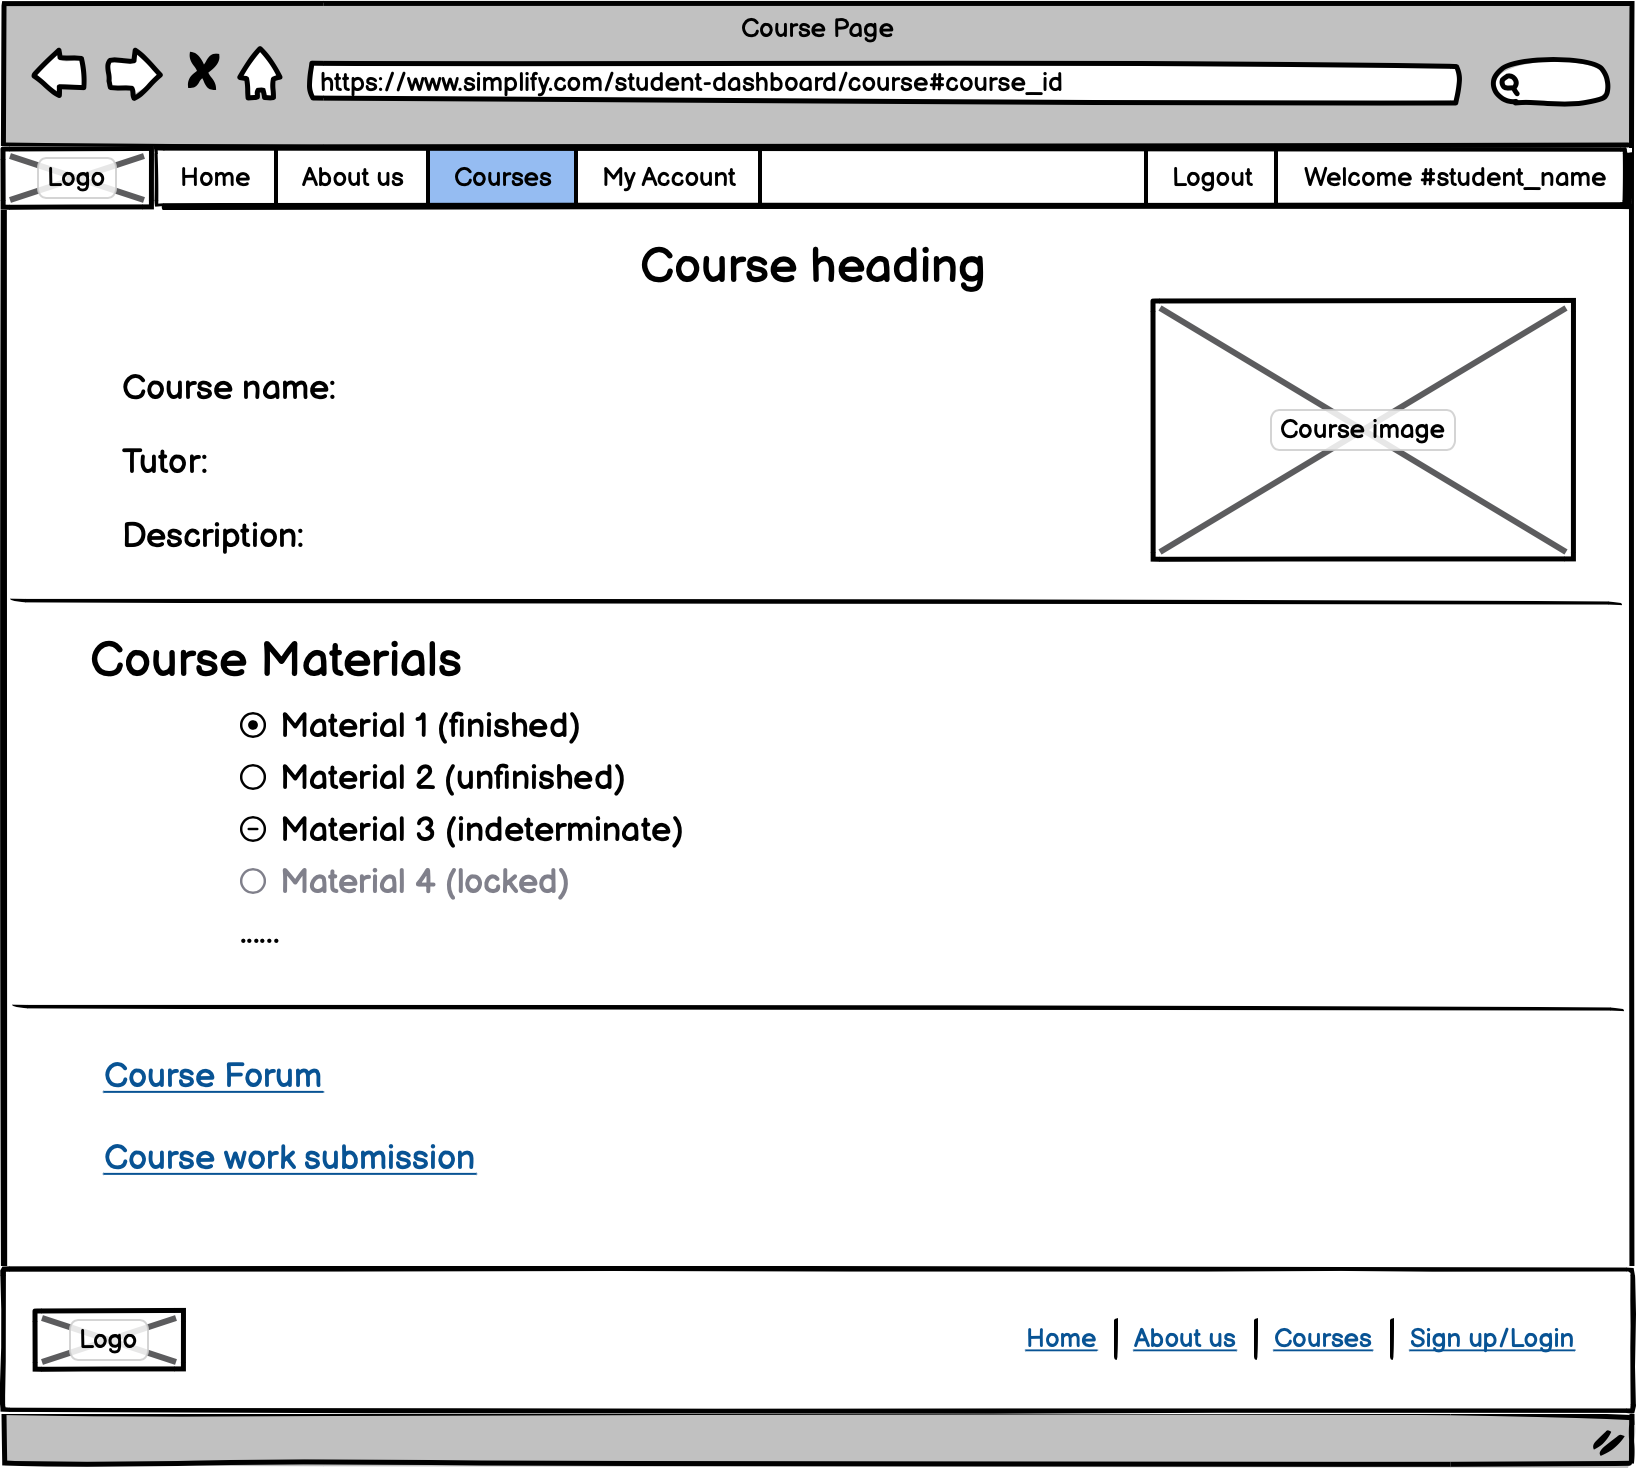 Course Page
https://www.simplify.com/student-dashboard/course#course_id
Logo Home About us Courses My Account Logout Welcome #student_name
Course heading
Course image
Course name:
Tutor:
Description:
Course Materials
Material 1 (finished)
Material 2 (unfinished)
Material 3 (indeterminate)
Material 4 (locked)
......
Course Forum
Course work submission
Logo Home About us Courses Sign up/Login